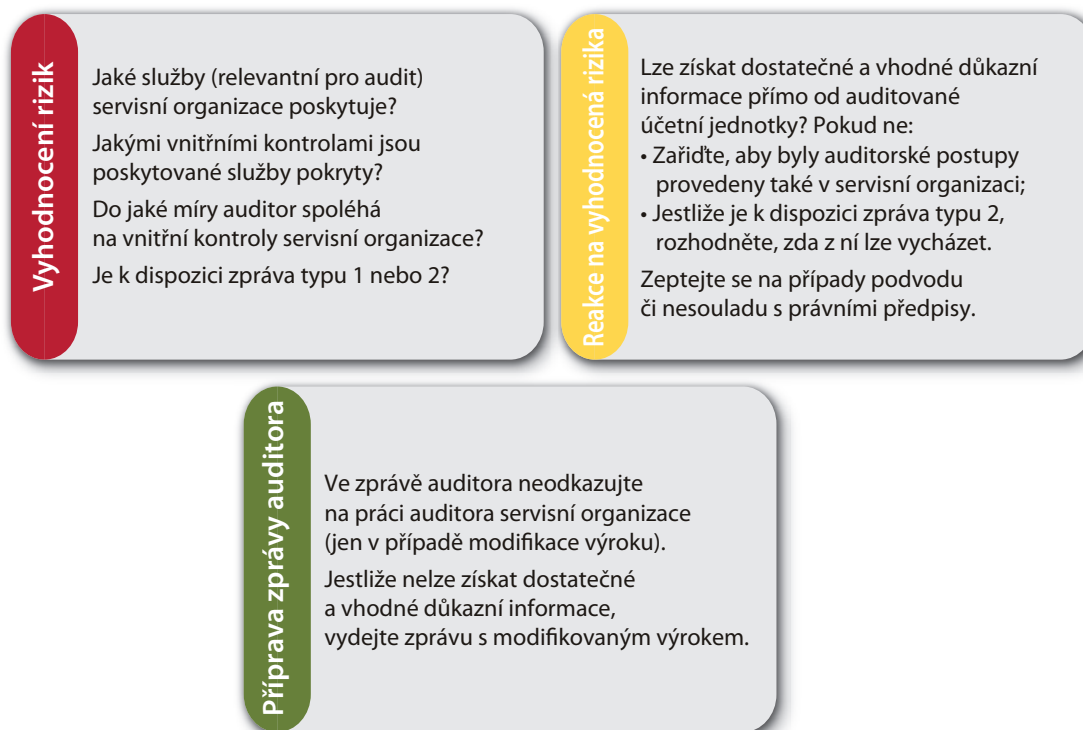 Vyhodnocení rizik
Jaké služby (relevantní pro audit)
servisní organizace poskytuje?
Jakými vnitřními kontrolami jsou
poskytované služby pokryty?
Do jaké míry auditor spoléhá
na vnitřní kontroly servisní organizace?
Je k dispozici zpráva typu 1 nebo 2?
Reakce na vyhodnocená rizika
Lze získat dostatečné a vhodné důkazní
informace přímo od auditované
účetní jednotky? Pokud ne:
• Zařiďte, aby byly auditorské postupy
provedeny také v servisní organizaci;
• Jestliže je k dispozici zpráva typu 2,
rozhodněte, zda z ní lze vycházet.
Zeptejte se na případy podvodu
či nesouladu s právními předpisy.
Příprava zprávy auditora
Ve zprávě auditora neodkazujte
na práci auditora servisní organizace
(jen v případě modifikace výroku).
Jestliže nelze získat dostatečné
a vhodné důkazní informace,
vydejte zprávu s modifikovaným výrokem.